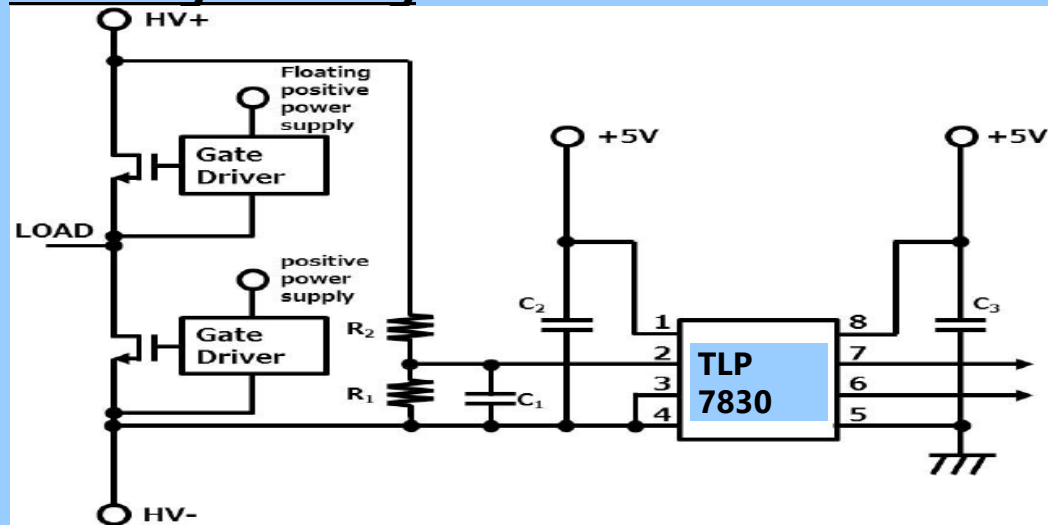 HV+
Floating
positive
power
supply
Gate
Driver
LOAD
positive
power
supply
Gate
Driver
R2
R1
C1
C2
+5V
+5V
C3
1
2
3
4
TLP
7830
8
7
6
5
HV-